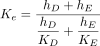 K_e = \frac{h_D + h_E}{\frac{h_D}{K_D} + \frac{h_E}{K_E}}